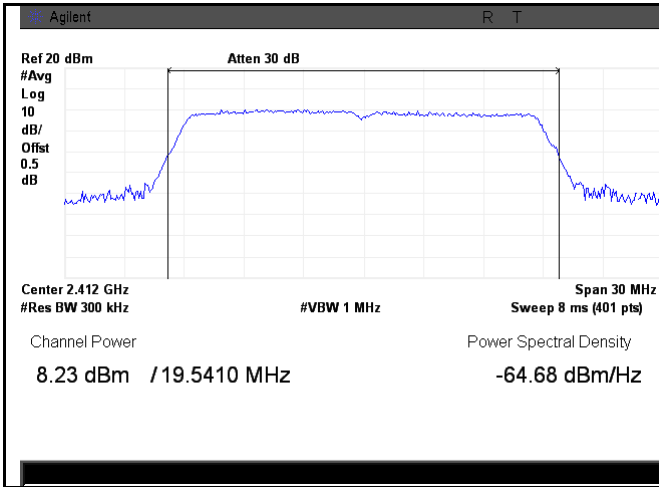 Agilent R T
Ref 20 dBm Atten 30 dB
#Avg
Log
10
dB/
Offst
0.5
dB
Center 2.412 GHz Span 30 MHz
#Res BW 300 kHz #VBW 1 MHz Sweep 8 ms (401 pts)
Channel Power Power Spectral Density
8.23 dBm / 19.5410 MHz -64.68 dBm/Hz